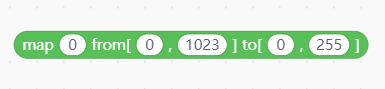 map 0 from[ 0 , 1023 ] to[ 0 , 255 ]